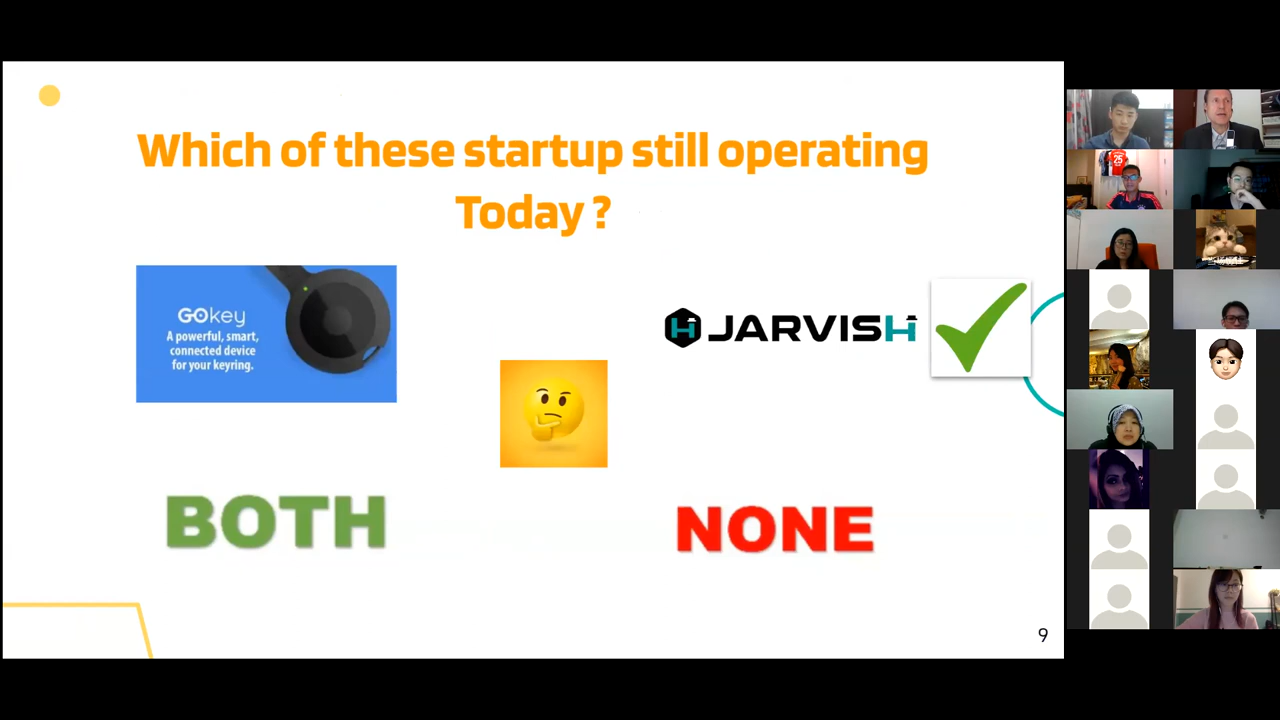 Which of these startup still operating
Today ?
GOkey
A powerful, smart,
connected device
for your keyring.
JARVISH
BOTH
NONE
9
25